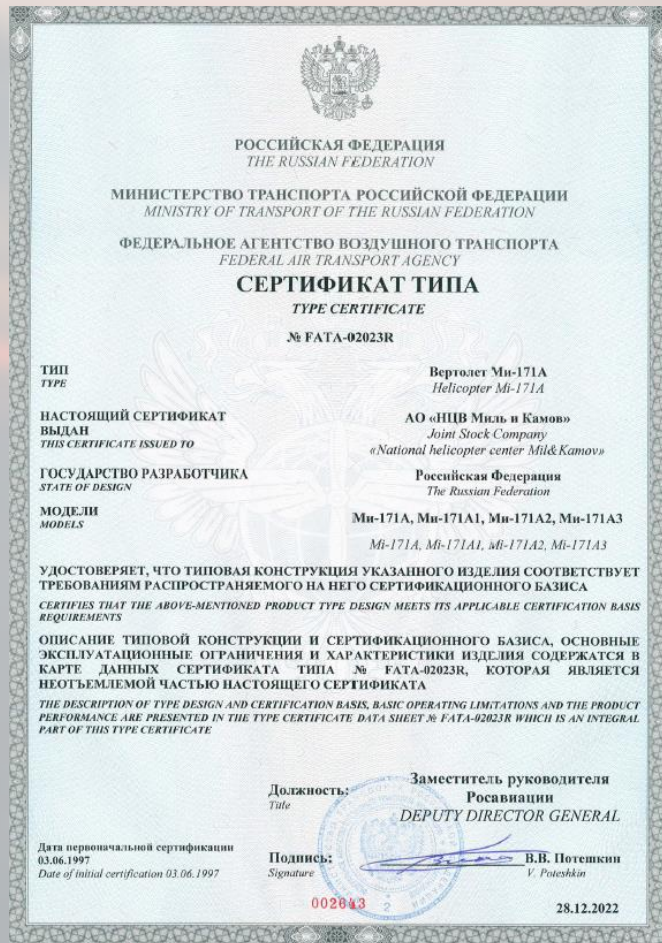 РОССИЙСКАЯ ФЕДЕРАЦИЯ
THE RUSSIAN FEDERATION
МИНИСТЕРСТВО ТРАНСПОРТА РОССИЙСКОЙ ФЕДЕРАЦИИ
MINISTRY OF TRANSPORT OF THE RUSSIAN FEDERATION
ФЕДЕРАЛЬНОЕ АГЕНТСТВО ВОЗДУШНОГО ТРАНСПОРТА
FEDERAL AIR TRANSPORT AGENCY
СЕРТИФИКАТ ТИПА
TYPE CERTIFICATE
№ FATA-02023R
ТИП
TYPE
Вертолет Ми-171А
Helicopter Mi-171A
НАСТОЯЩИЙ СЕРТИФИКАТ
ВЫДАН
THIS CERTIFICATE ISSUED TO
АО «НЦВ Миль и Камов»
Joint Stock Company
«National helicopter center Mil&Kamov»
ГОСУДАРСТВО РАЗРАБОТЧИКА
STATE OF DESIGN
Российская Федерация
The Russian Federation
МОДЕЛИ
MODELS
Ми-171А, Ми-171А1, Ми-171А2, Ми-171А3
Mi-171A, Mi-171A1, Mi-171A2, Mi-171A3
УДОСТОВЕРЯЕТ, ЧТО ТИПОВАЯ КОНСТРУКЦИЯ УКАЗАННОГО ИЗДЕЛИЯ СООТВЕТСТВУЕТ
ТРЕБОВАНИЯМ РАСПРОСТРАНЯЕМОГО НА НЕГО СЕРТИФИКАЦИОННОГО БАЗИСА
CERTIFIES THAT THE ABOVE-MENTIONED PRODUCT TYPE DESIGN MEETS ITS APPLICABLE CERTIFICATION BASIS
REQUIREMENTS
ОПИСАНИЕ ТИПОВОЙ КОНСТРУКЦИИ И СЕРТИФИКАЦИОННОГО БАЗИСА, ОСНОВНЫЕ
ЭКСПЛУАТАЦИОННЫЕ ОГРАНИЧЕНИЯ И ХАРАКТЕРИСТИКИ ИЗДЕЛИЯ СОДЕРЖАТСЯ В
КАРТЕ ДАННЫХ СЕРТИФИКАТА ТИПА № FATA-02023R, КОТОРАЯ ЯВЛЯЕТСЯ
НЕОТЪЕМЛЕМОЙ ЧАСТЬЮ НАСТОЯЩЕГО СЕРТИФИКАТА
THE DESCRIPTION OF TYPE DESIGN AND CERTIFICATION BASIS, BASIC OPERATING LIMITATIONS AND THE PRODUCT
PERFORMANCE ARE PRESENTED IN THE TYPE CERTIFICATE DATA SHEET № FATA-02023R WHICH IS AN INTEGRAL
PART OF THIS TYPE CERTIFICATE
Должность:
Title
Заместитель руководителя
Росавиации
DEPUTY DIRECTOR GENERAL
Дата первоначальной сертификации
03.06.1997
Date of initial certification 03.06.1997
Подпись:
Signature
В.В. Потешкин
V. Poteshkin
002643
2
28.12.2022